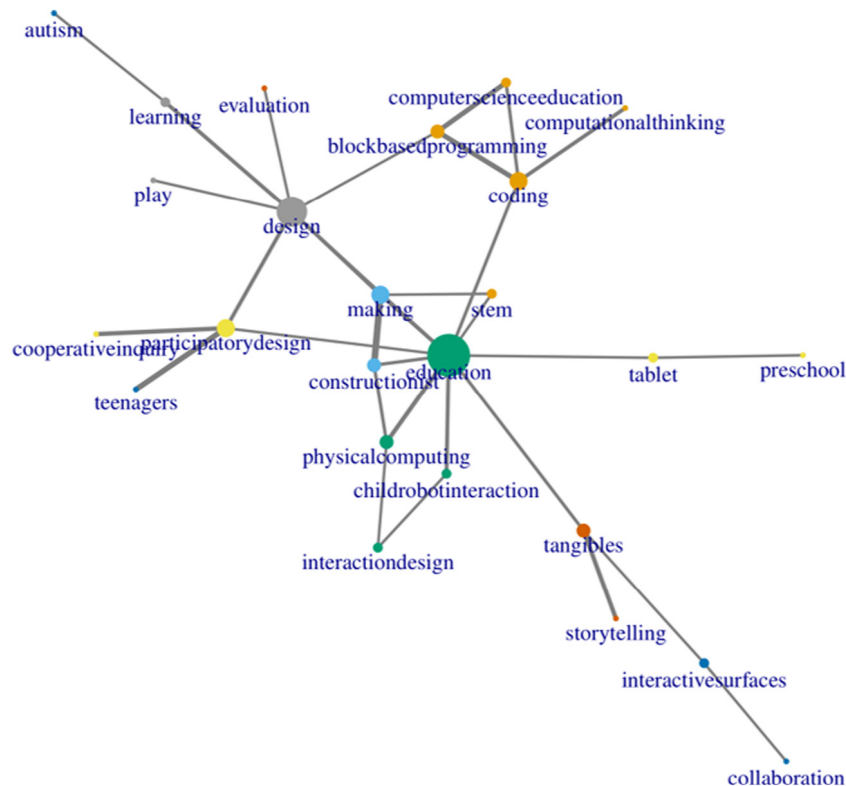 autism
computerscienceeducation
evaluation
learning
computationalthinking
blockbasedprogramming
play
coding
design
making
stem
participatorydesign
cooperativeinquiry
education
preschool
tablet
constructionist
teenagers
physicalcomputing
childrobotinteraction
tangibles
interactiondesign
storytelling
interactivesurfaces
collaboration